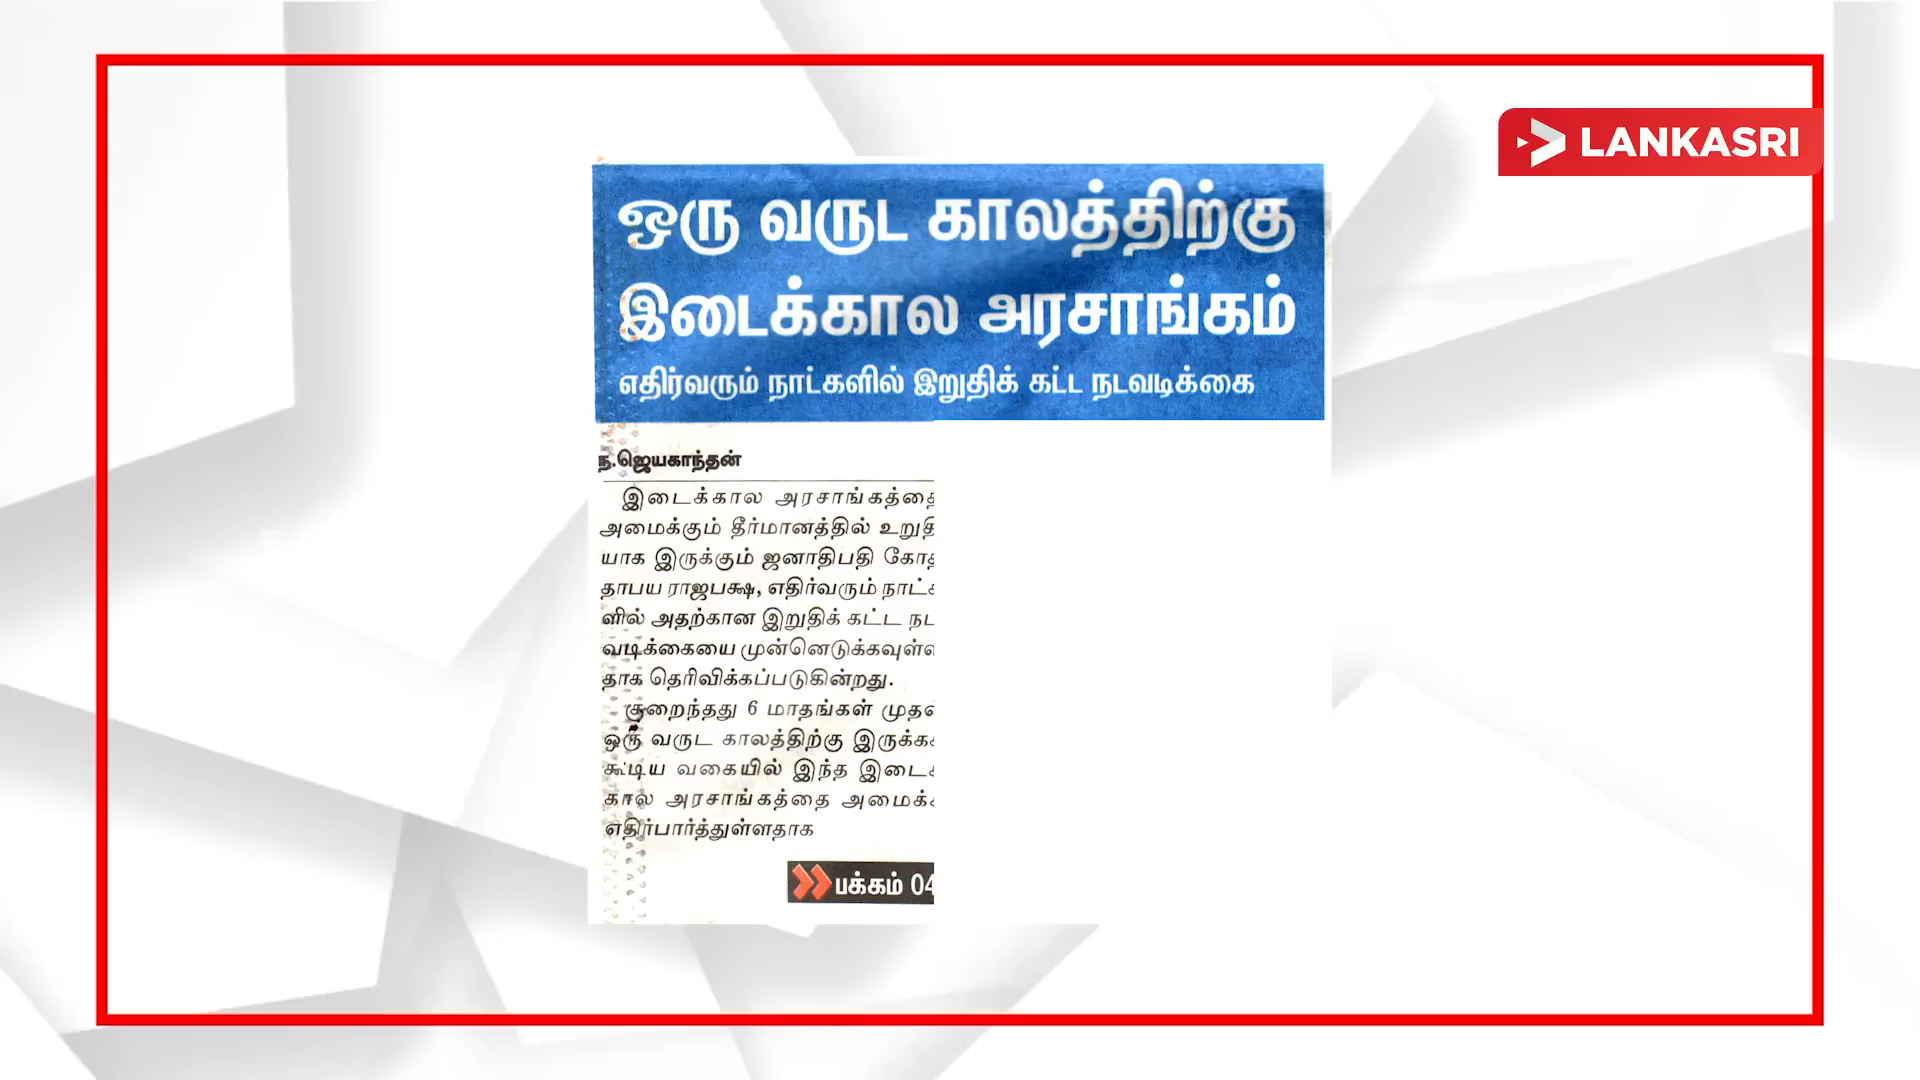 LANKASRI
ஒரு வருட காலத்திற்கு
இடைக்கால அரசாங்கம்
எதிர்வரும் நாட்களில் இறுதிக் கட்ட நடவடிக்கை
ந.ஜெயகாந்தன்
இடைக்கால அரசாங்கத்தை
அமைக்கும் தீர்மானத்தில் உறுதி
யாக இருக்கும் ஜனாதிபதி கோத
தாபய ராஜபக்ஷ, எதிர்வரும் நாட்க
ளில் அதற்கான இறுதிக் கட்ட நட
வடிக்கையை முன்னெடுக்கவுள்ள
தாக தெரிவிக்கப்படுகின்றது.
குறைந்தது 6 மாதங்கள் முதல்
ஒரு வருட காலத்திற்கு இருக்கக்
கூடிய வகையில் இந்த இடைக்
கால அரசாங்கத்தை அமைக்க
எதிர்பார்த்துள்ளதாக
பக்கம் 04